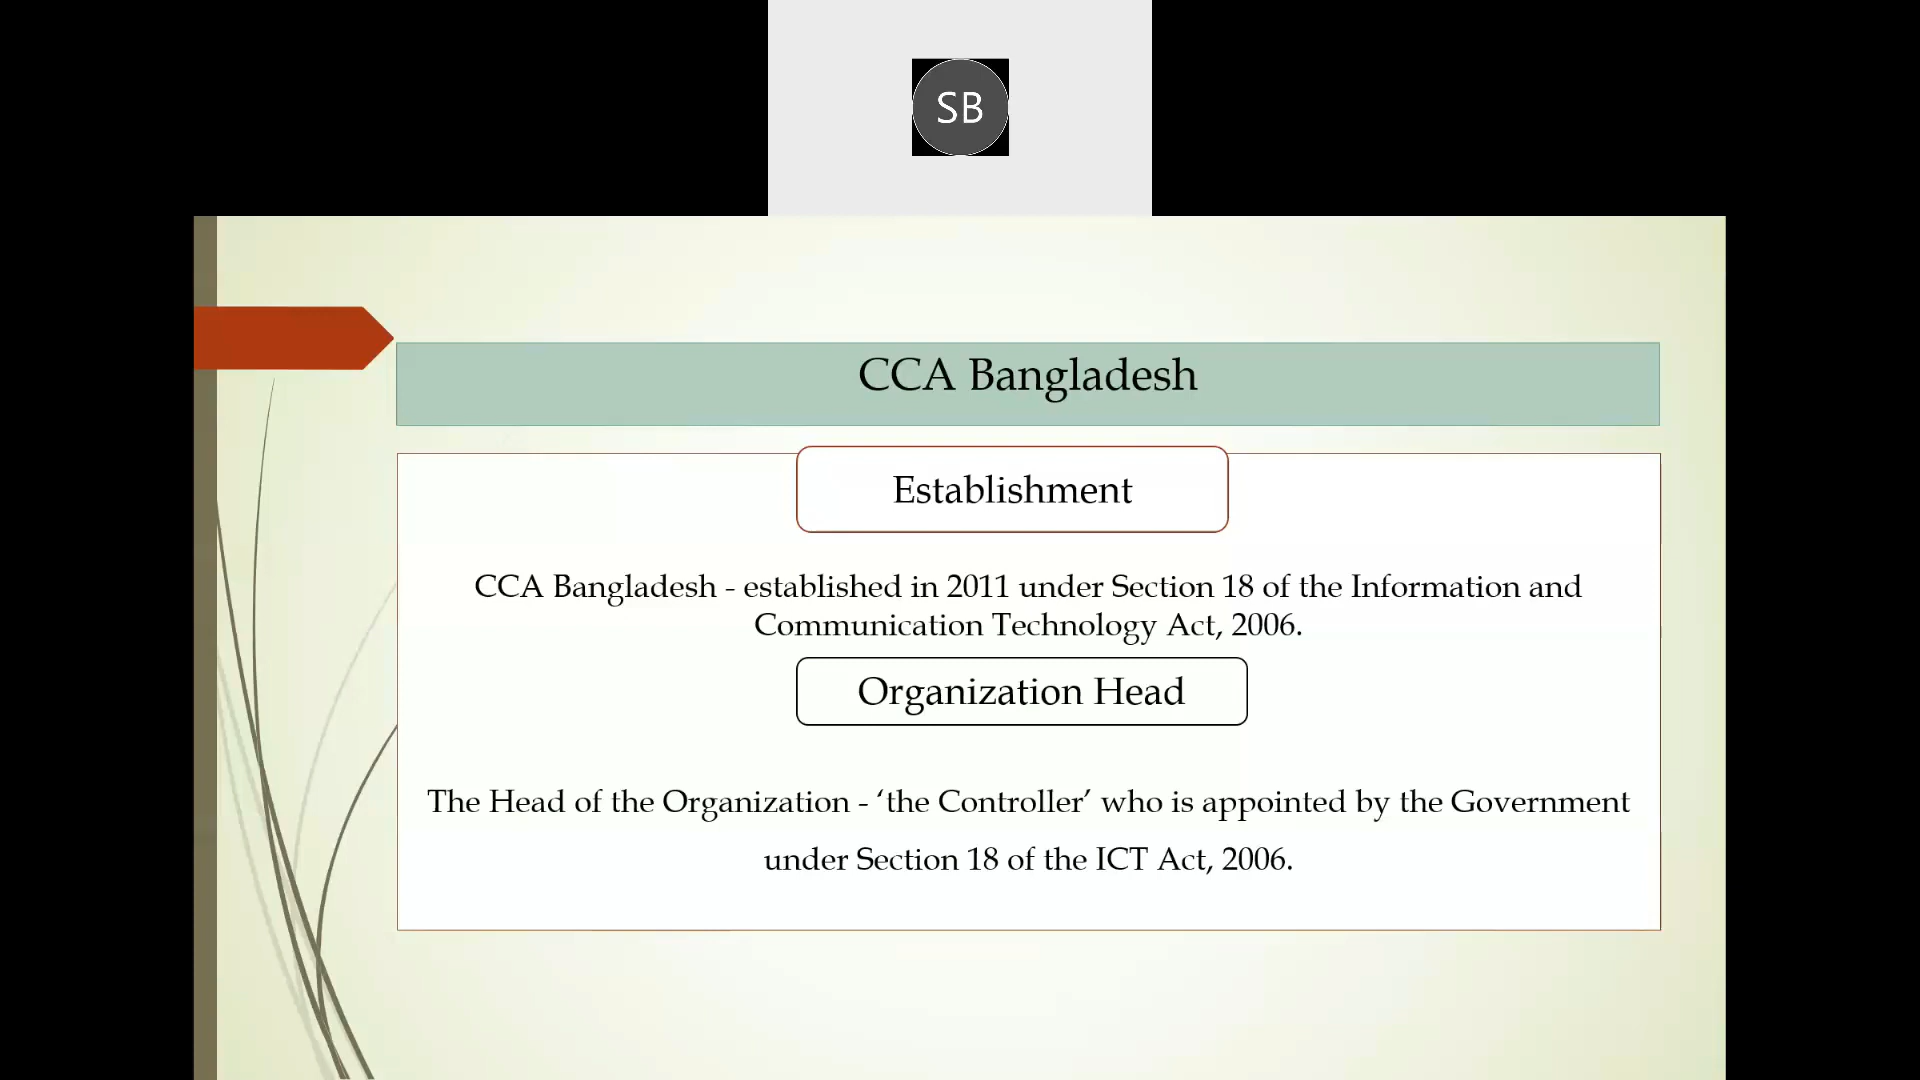 SB
CCA Bangladesh
Establishment
CCA Bangladesh - established in 2011 under Section 18 of the Information and
Communication Technology Act, 2006.
Organization Head
The Head of the Organization - ‘the Controller’ who is appointed by the Government
under Section 18 of the ICT Act, 2006.